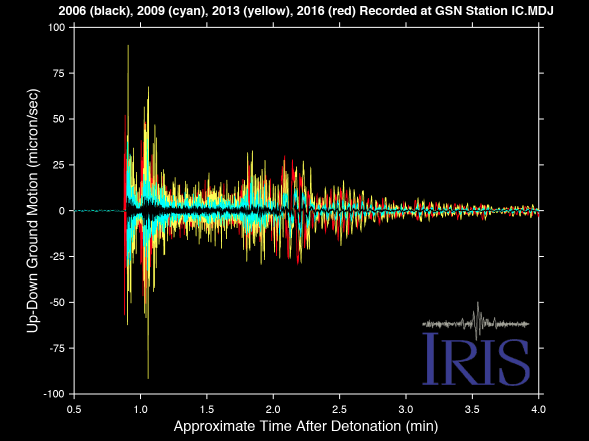 2006 (black), 2009 (cyan), 2013 (yellow), 2016 (red) Recorded at GSN Station IC.MDJ
Up-Down Ground Motion (micron/sec)
100
75
50
25
0
-25
-50
-75
-100
IRIS
0.5 1.0 1.5 2.0 2.5 3.0 3.5 4.0
Approximate Time After Detonation (min)